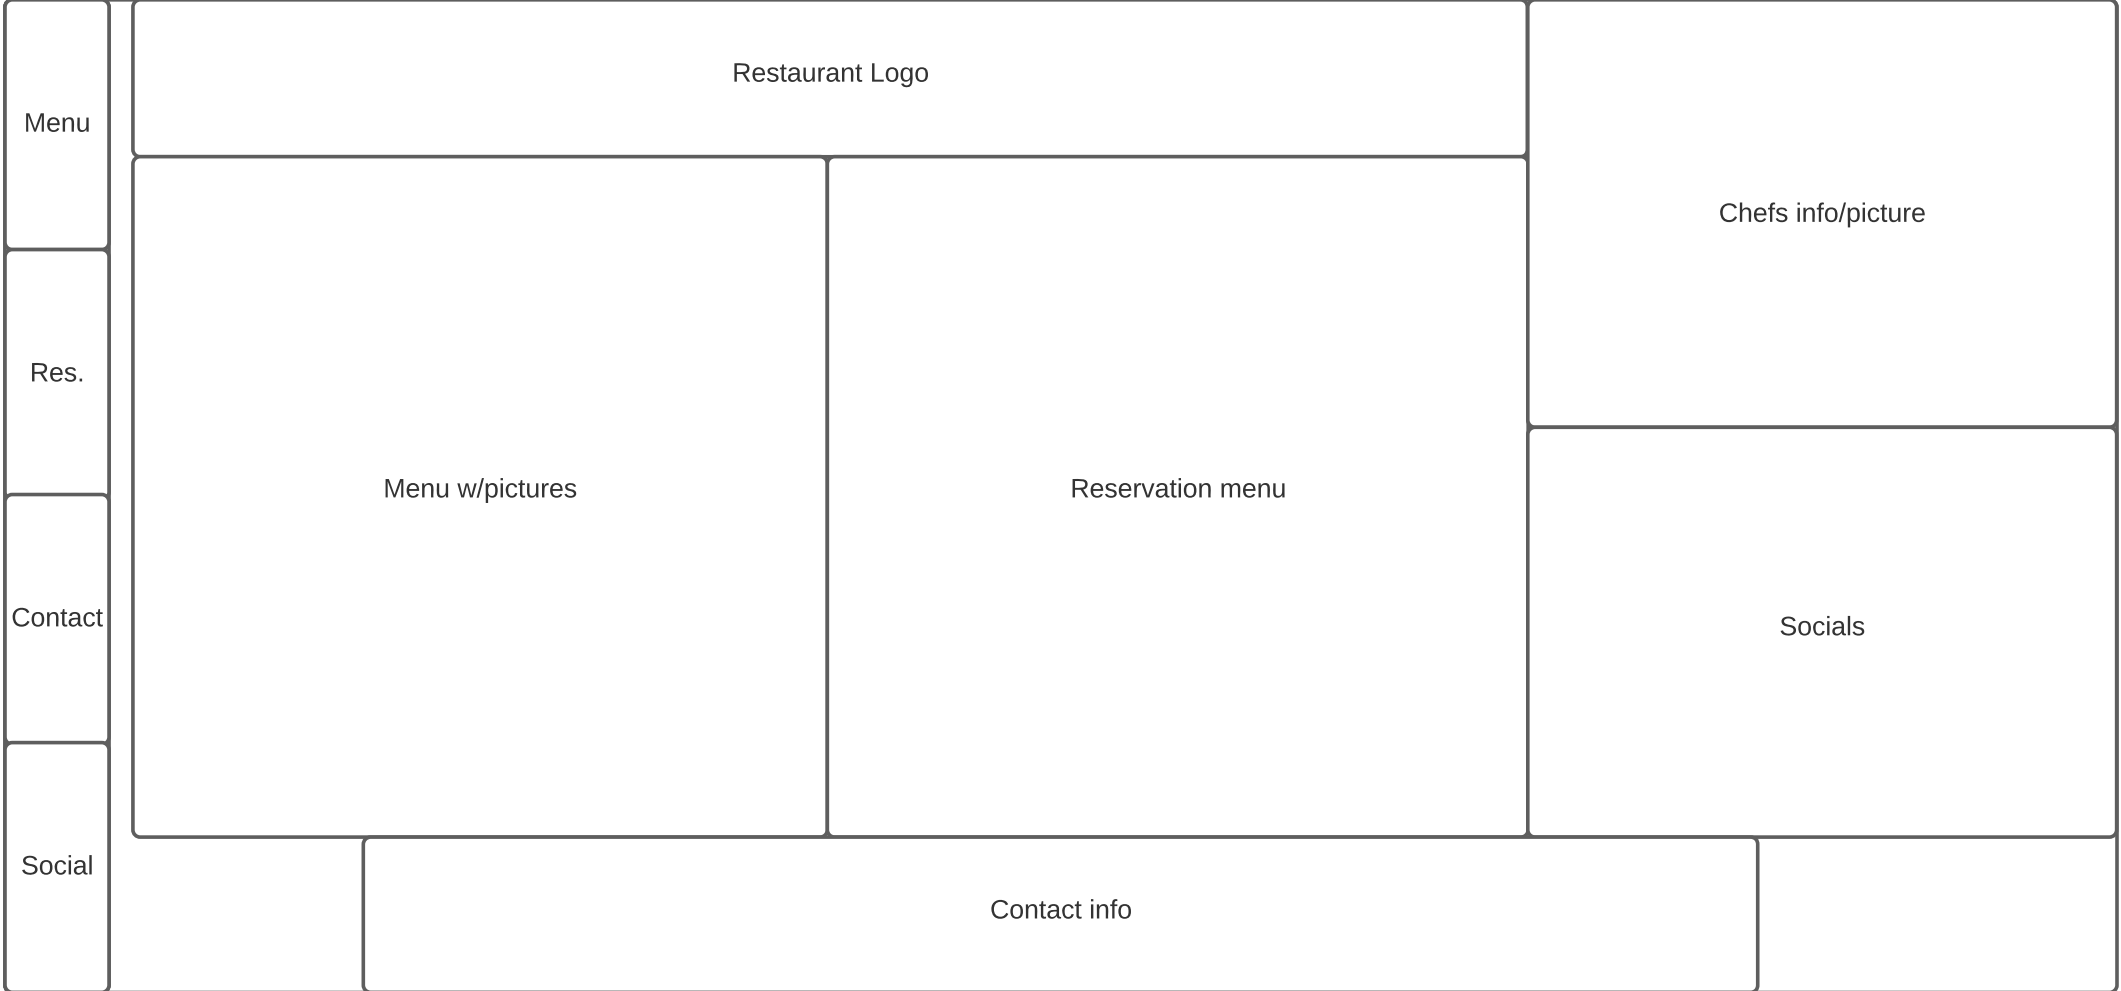 Menu
Res.
Contact
Social
Restaurant Logo
Menu w/pictures
Reservation menu
Chefs info/picture
Socials
Contact info